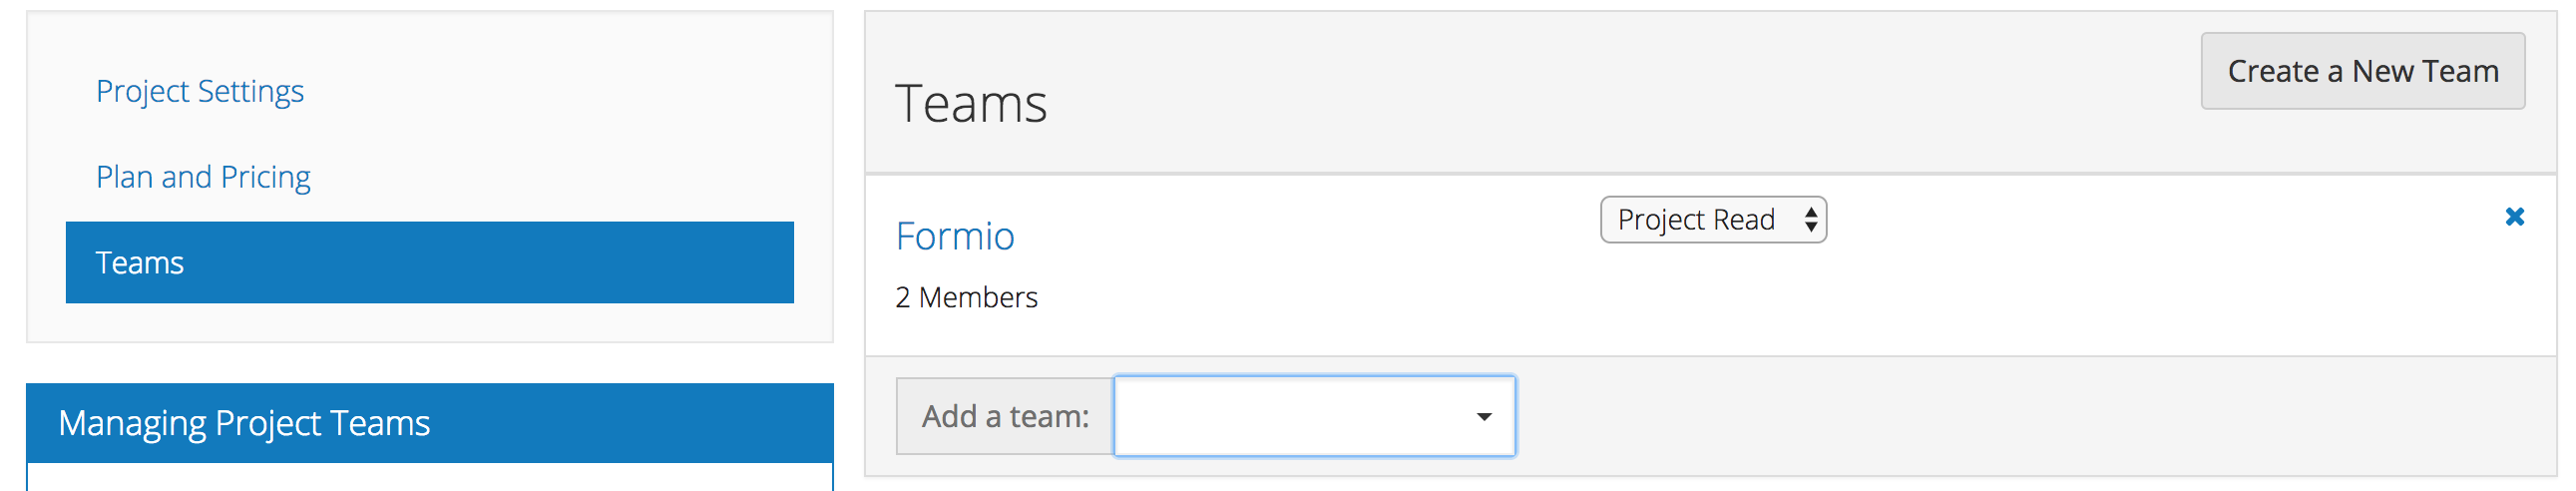 Project Settings
Plan and Pricing
Teams
Managing Project Teams
Teams
Create a New Team
Formio
Project Read
2 Members
Add a team: